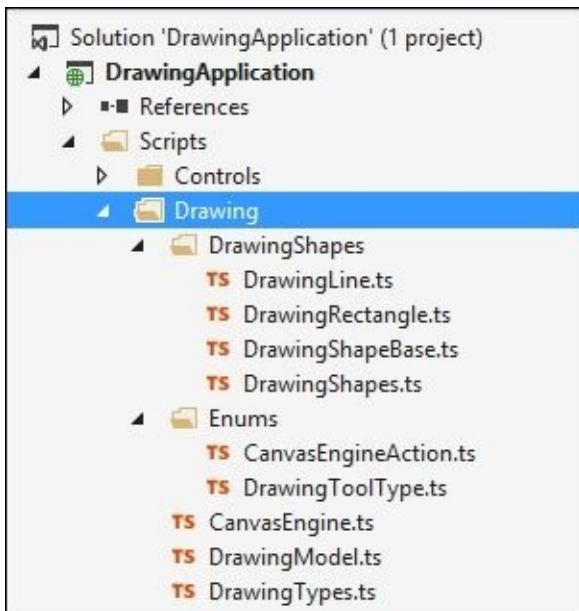 Solution 'DrawingApplication' (1 project)
DrawingApplication
References
Scripts
Controls
Drawing
DrawingShapes
TS DrawingLine.ts
TS DrawingRectangle.ts
TS DrawingShapeBase.ts
TS DrawingShapes.ts
Enums
TS CanvasEngineAction.ts
TS DrawingToolType.ts
TS CanvasEngine.ts
TS DrawingModel.ts
TS DrawingTypes.ts